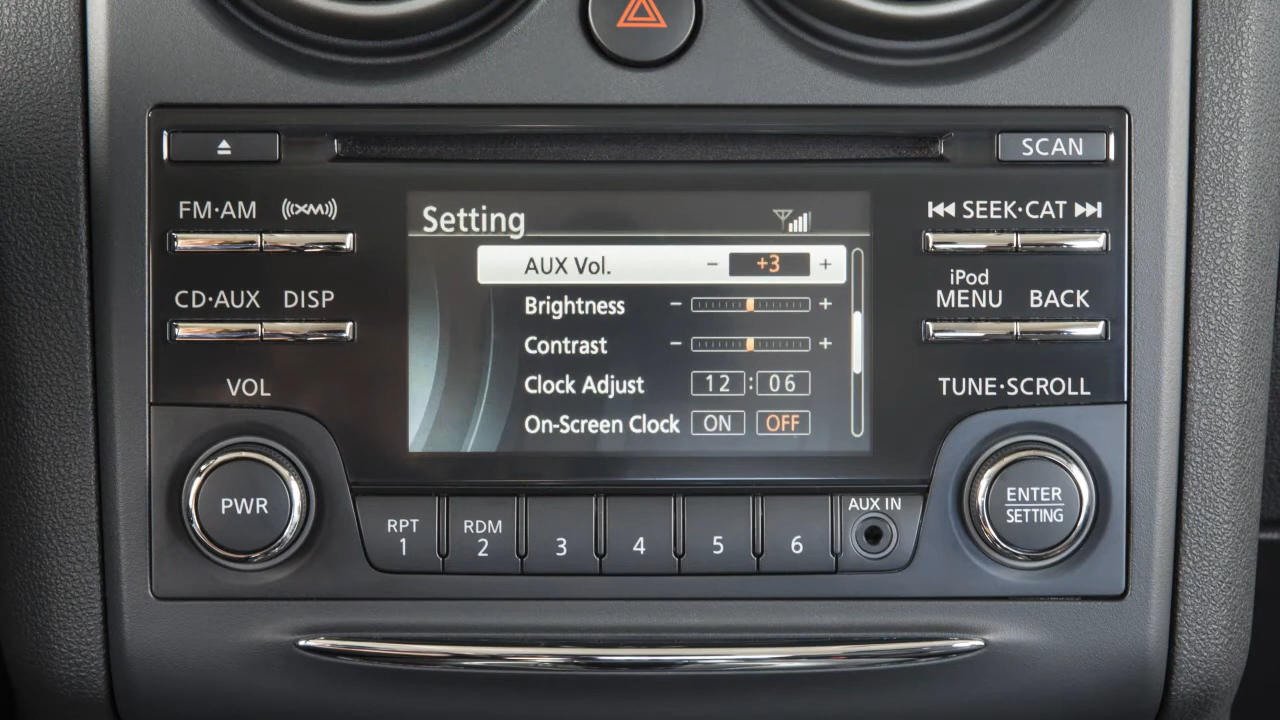 SCAN
FM·AM
((XM))
SEEK·CAT
Setting
AUX Vol. - +3 +
Brightness - +
Contrast - +
Clock Adjust 12 : 06
On-Screen Clock ON OFF
CD·AUX
DISP
iPod
MENU
BACK
VOL
TUNE·SCROLL
PWR
RPT
1
RDM
2
3
4
5
6
AUX IN
ENTER
SETTING